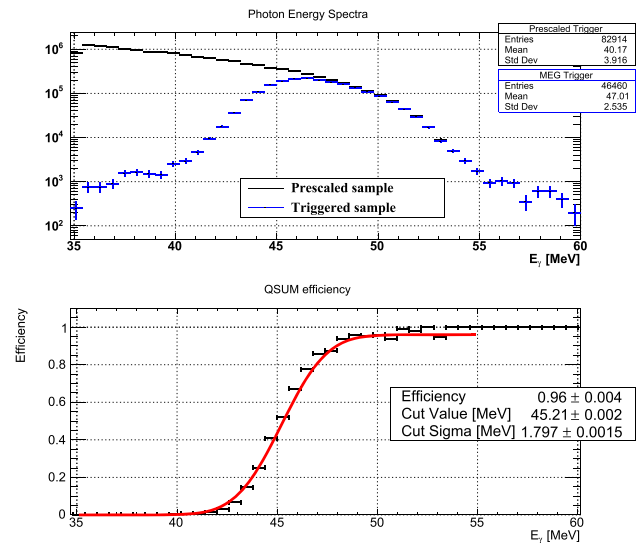 Photon Energy Spectra
Prescaled Trigger
Entries 82914
Mean 40.17
Std Dev 3.916
MEG Trigger
Entries 46460
Mean 47.01
Std Dev 2.535
10^6
10^5
10^4
10^3
10^2
Prescaled sample
Triggered sample
35 40 45 50 55 60
E_γ [MeV]
QSUM efficiency
Efficiency
1
0.8
0.6
0.4
0.2
0
Efficiency 0.96 ± 0.004
Cut Value [MeV] 45.21 ± 0.002
Cut Sigma [MeV] 1.797 ± 0.0015
35 40 45 50 55 60
E_γ [MeV]